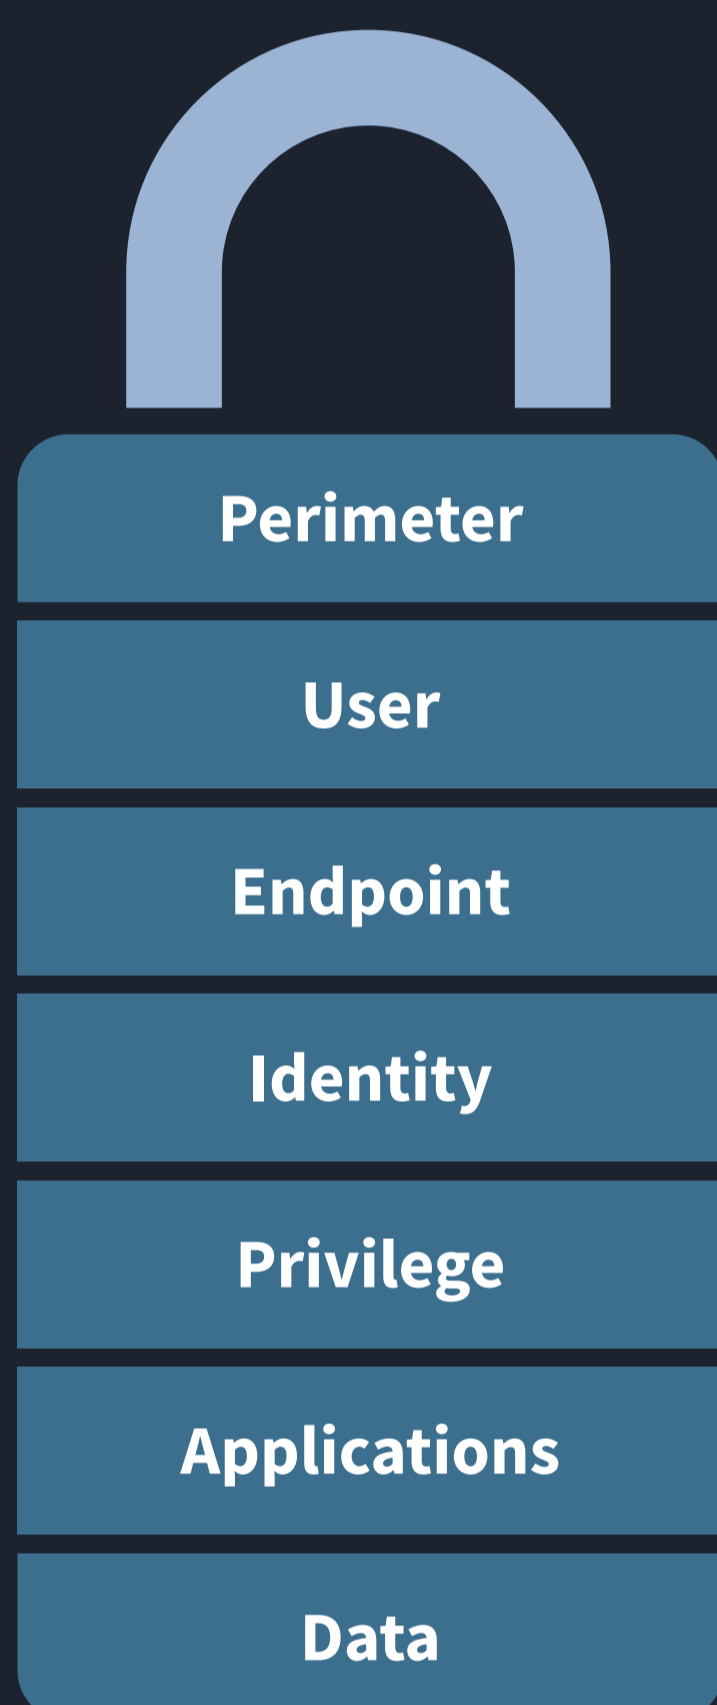 Perimeter
User
Endpoint
Identity
Privilege
Applications
Data